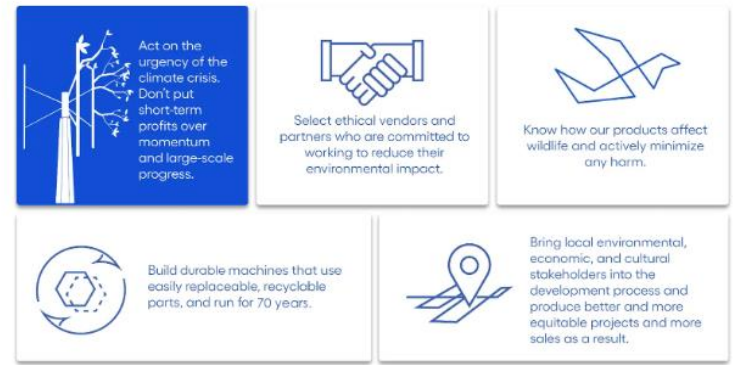 Act on the
urgency of the
climate crisis.
Don't put
short-term
profits over
momentum
and large-scale
progress.
Select ethical vendors and
partners who are committed to
working to reduce their
environmental impact.
Know how our products affect
wildlife and actively minimize
any harm.
Build durable machines that use
easily replaceable, recyclable
parts, and run for 70 years.
Bring local environmental,
economic, and cultural
stakeholders into the
development process and
produce better and more
equitable projects and more
sales as a result.